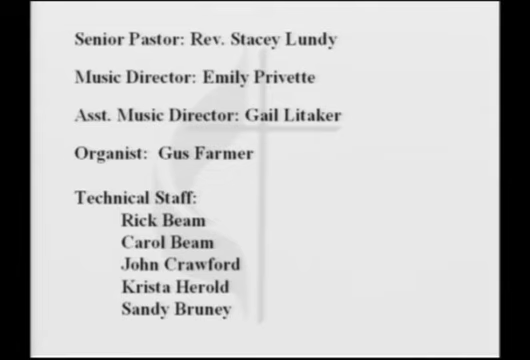 Senior Pastor: Rev. Stacey Lundy
Music Director: Emily Privette
Asst. Music Director: Gail Litaker
Organist: Gus Farmer
Technical Staff:
Rick Beam
Carol Beam
John Crawford
Krista Herold
Sandy Bruney